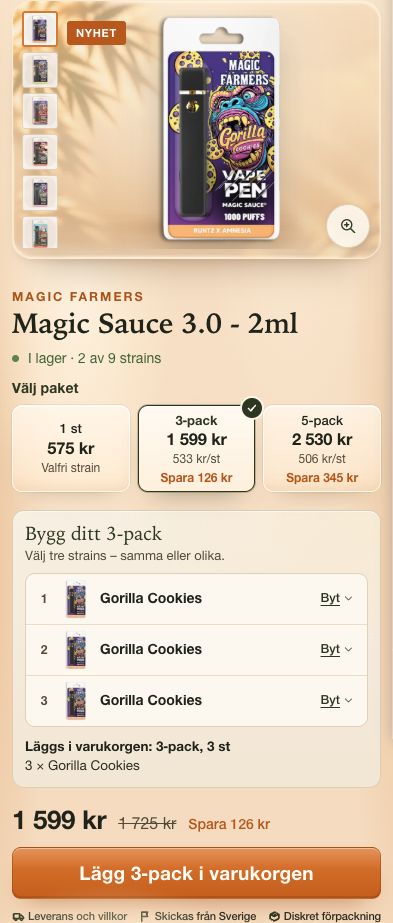 NYHET
MAGIC
FARMERS
Gorilla
COOKIES
VAPE
PEN
MAGIC SAUCE®
1000 PUFFS
RUNTZ X AMNESIA
MAGIC FARMERS
Magic Sauce 3.0 - 2ml
I lager · 2 av 9 strains
Välj paket
1 st
575 kr
Valfri strain
3-pack
1 599 kr
533 kr/st
Spara 126 kr
5-pack
2 530 kr
506 kr/st
Spara 345 kr
Bygg ditt 3-pack
Välj tre strains – samma eller olika.
1 Gorilla Cookies Byt
2 Gorilla Cookies Byt
3 Gorilla Cookies Byt
Läggs i varukorgen: 3-pack, 3 st
3 × Gorilla Cookies
1 599 kr 1 725 kr Spara 126 kr
Lägg 3-pack i varukorgen
Leverans och villkor Skickas från Sverige Diskret förpackning